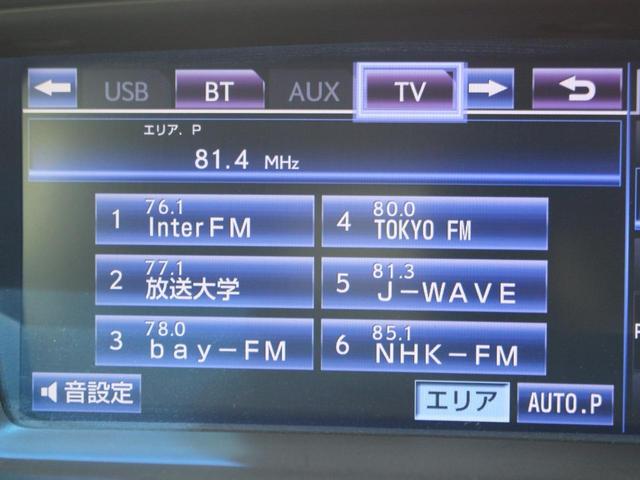 USB BT AUX TV
エリア. P
81.4 MHz
1 76.1 InterFM
2 77.1 放送大学
3 78.0 bay-FM
4 80.0 TOKYO FM
5 81.3 J-WAVE
6 85.1 NHK-FM
音設定 エリア AUTO.P